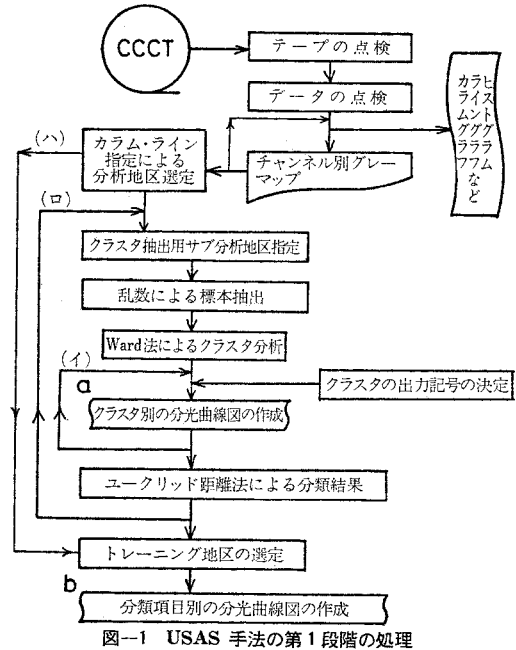 CCCT
テープの点検
データの点検
ヒストグラム
ライングラフ
カラムグラフ など
チャンネル別グレー
マップ
カラム・ライン
指定による
分析地区選定
(ハ)
(ロ)
クラスタ抽出用サブ分析地区指定
乱数による標本抽出
Ward法によるクラスタ分析
(イ)
a
クラスタの出力記号の決定
クラスタ別の分光曲線図の作成
ユークリッド距離法による分類結果
トレーニング地区の選定
b
分類項目別の分光曲線図の作成
図--1 USAS 手法の第1段階の処理